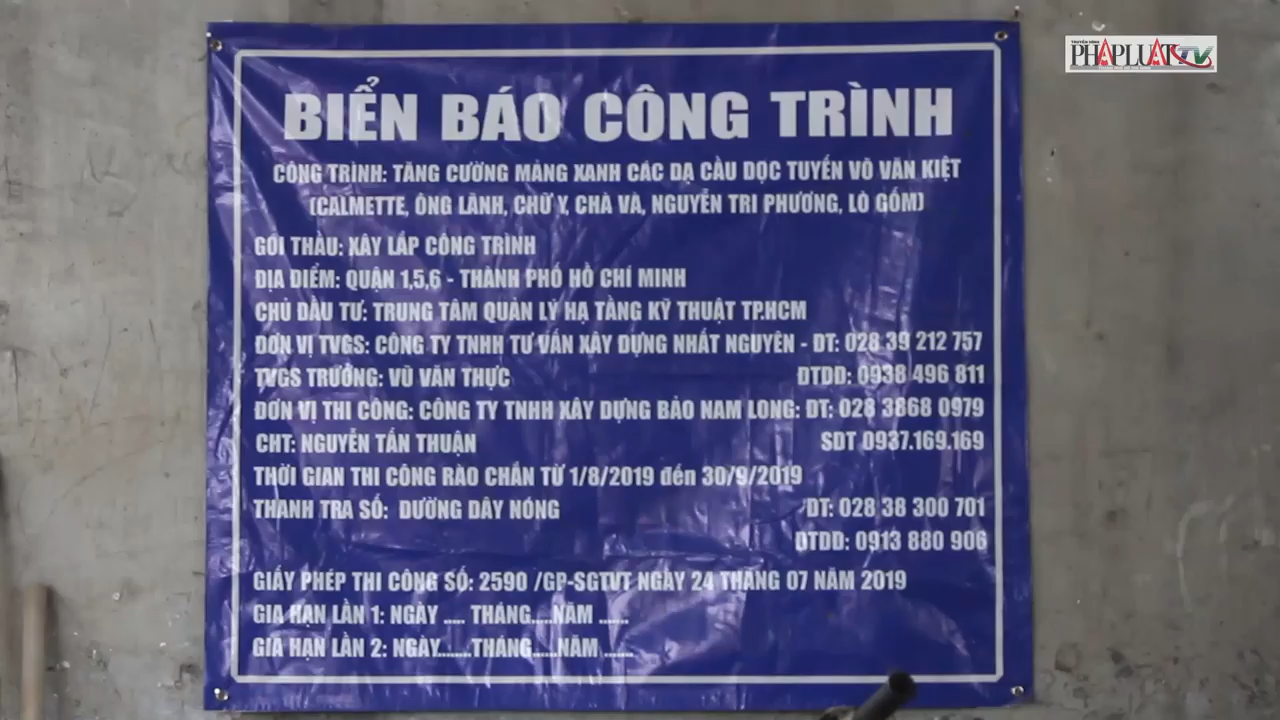 TRUYỀN HÌNH
PHÁPLUẬTTV
BIỂN BÁO CÔNG TRÌNH
CÔNG TRÌNH: TĂNG CƯỜNG MẢNG XANH CÁC DẠ CẦU DỌC TUYẾN VÕ VĂN KIỆT
(CALMETTE, ÔNG LÃNH, CHỮ Y, CHÀ VÀ, NGUYỄN TRI PHƯƠNG, LÒ GỐM)
GÓI THẦU: XÂY LẮP CÔNG TRÌNH
ĐỊA ĐIỂM: QUẬN 1,5,6 - THÀNH PHỐ HỒ CHÍ MINH
CHỦ ĐẦU TƯ: TRUNG TÂM QUẢN LÝ HẠ TẦNG KỸ THUẬT TP.HCM
ĐƠN VỊ TVGS: CÔNG TY TNHH TƯ VẤN XÂY DỰNG NHẤT NGUYÊN - ĐT: 028 39 212 757
TVGS TRƯỞNG: VŨ VĂN THỰC ĐTDD: 0938 496 811
ĐƠN VỊ THI CÔNG: CÔNG TY TNHH XÂY DỰNG BẢO NAM LONG: ĐT: 028 3868 0979
CHT: NGUYỄN TẤN THUẬN SDT 0937.169.169
THỜI GIAN THI CÔNG RÀO CHẮN TỪ 1/8/2019 đến 30/9/2019
THANH TRA SỐ: ĐƯỜNG DÂY NÓNG ĐT: 028 38 300 701
ĐTDD: 0913 880 906
GIẤY PHÉP THI CÔNG SỐ: 2590 /GP-SGTVT NGÀY 24 THÁNG 07 NĂM 2019
GIA HẠN LẦN 1: NGÀY ..... THÁNG.....NĂM .......
GIA HẠN LẦN 2: NGÀY........THÁNG......NĂM .......